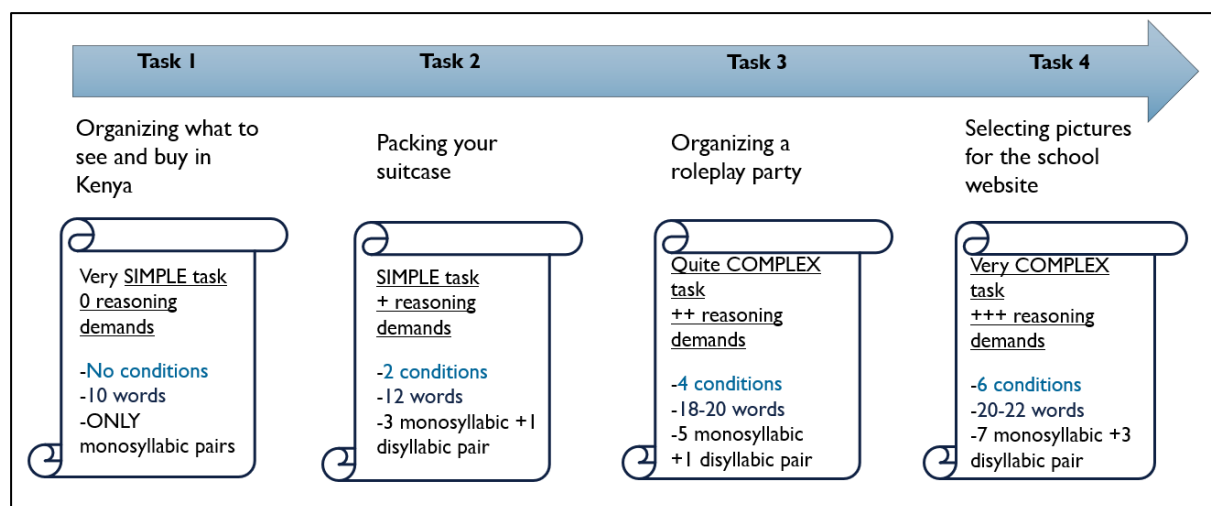 Task 1
Task 2
Task 3
Task 4
Organizing what to
see and buy in
Kenya
Packing your
suitcase
Organizing a
roleplay party
Selecting pictures
for the school
website
Very SIMPLE task
0 reasoning
demands
-No conditions
-10 words
-ONLY
monosyllabic pairs
SIMPLE task
+ reasoning
demands
-2 conditions
-12 words
-3 monosyllabic +1
disyllabic pair
Quite COMPLEX
task
++ reasoning
demands
-4 conditions
-18-20 words
-5 monosyllabic
+1 disyllabic pair
Very COMPLEX
task
+++ reasoning
demands
-6 conditions
-20-22 words
-7 monosyllabic +3
disyllabic pair